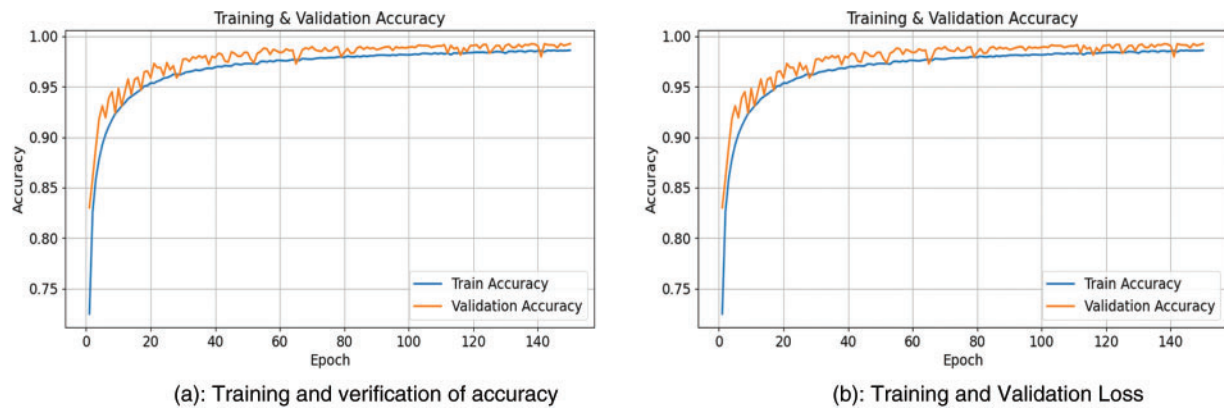 Training & Validation Accuracy
1.00
0.95
0.90
0.85
0.80
0.75
Accuracy
0 20 40 60 80 100 120 140
Epoch
Train Accuracy
Validation Accuracy
(a): Training and verification of accuracy
Training & Validation Accuracy
1.00
0.95
0.90
0.85
0.80
0.75
Accuracy
0 20 40 60 80 100 120 140
Epoch
Train Accuracy
Validation Accuracy
(b): Training and Validation Loss